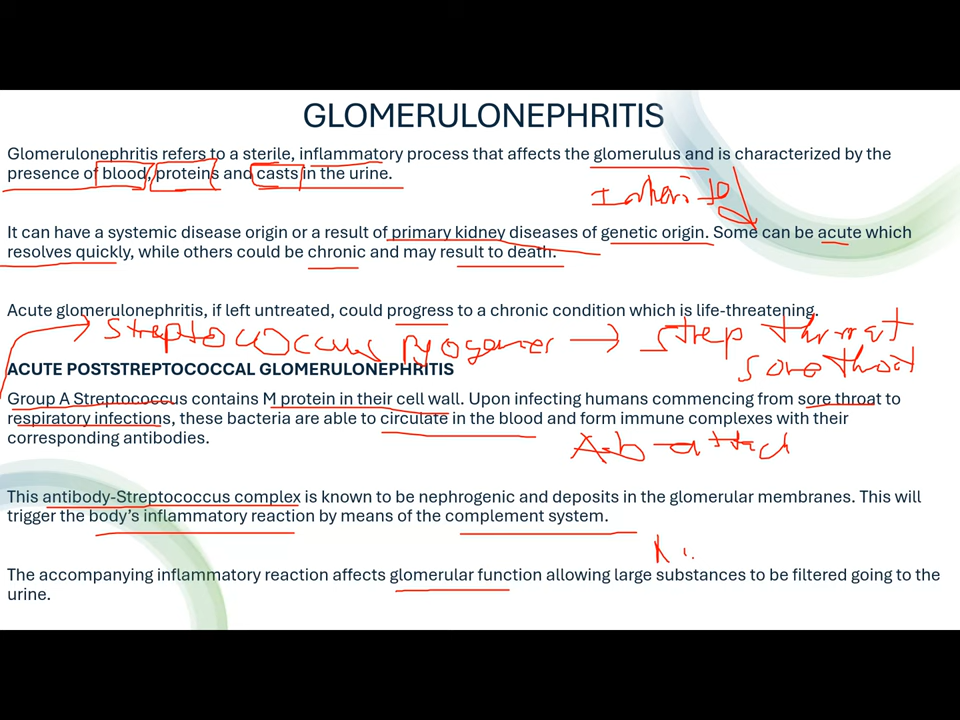 GLOMERULONEPHRITIS
Glomerulonephritis refers to a sterile, inflammatory process that affects the glomerulus and is characterized by the
presence of blood, proteins and casts in the urine.
It can have a systemic disease origin or a result of primary kidney diseases of genetic origin. Some can be acute which
resolves quickly, while others could be chronic and may result to death.
Acute glomerulonephritis, if left untreated, could progress to a chronic condition which is life-threatening.
Streptococcus pyogenes → strep throat
sore throat
ACUTE POSTSTREPTOCOCCAL GLOMERULONEPHRITIS
Group A Streptococcus contains M protein in their cell wall. Upon infecting humans commencing from sore throat to
respiratory infections, these bacteria are able to circulate in the blood and form immune complexes with their
corresponding antibodies.
Ab attach
This antibody-Streptococcus complex is known to be nephrogenic and deposits in the glomerular membranes. This will
trigger the body's inflammatory reaction by means of the complement system.
The accompanying inflammatory reaction affects glomerular function allowing large substances to be filtered going to the
urine.